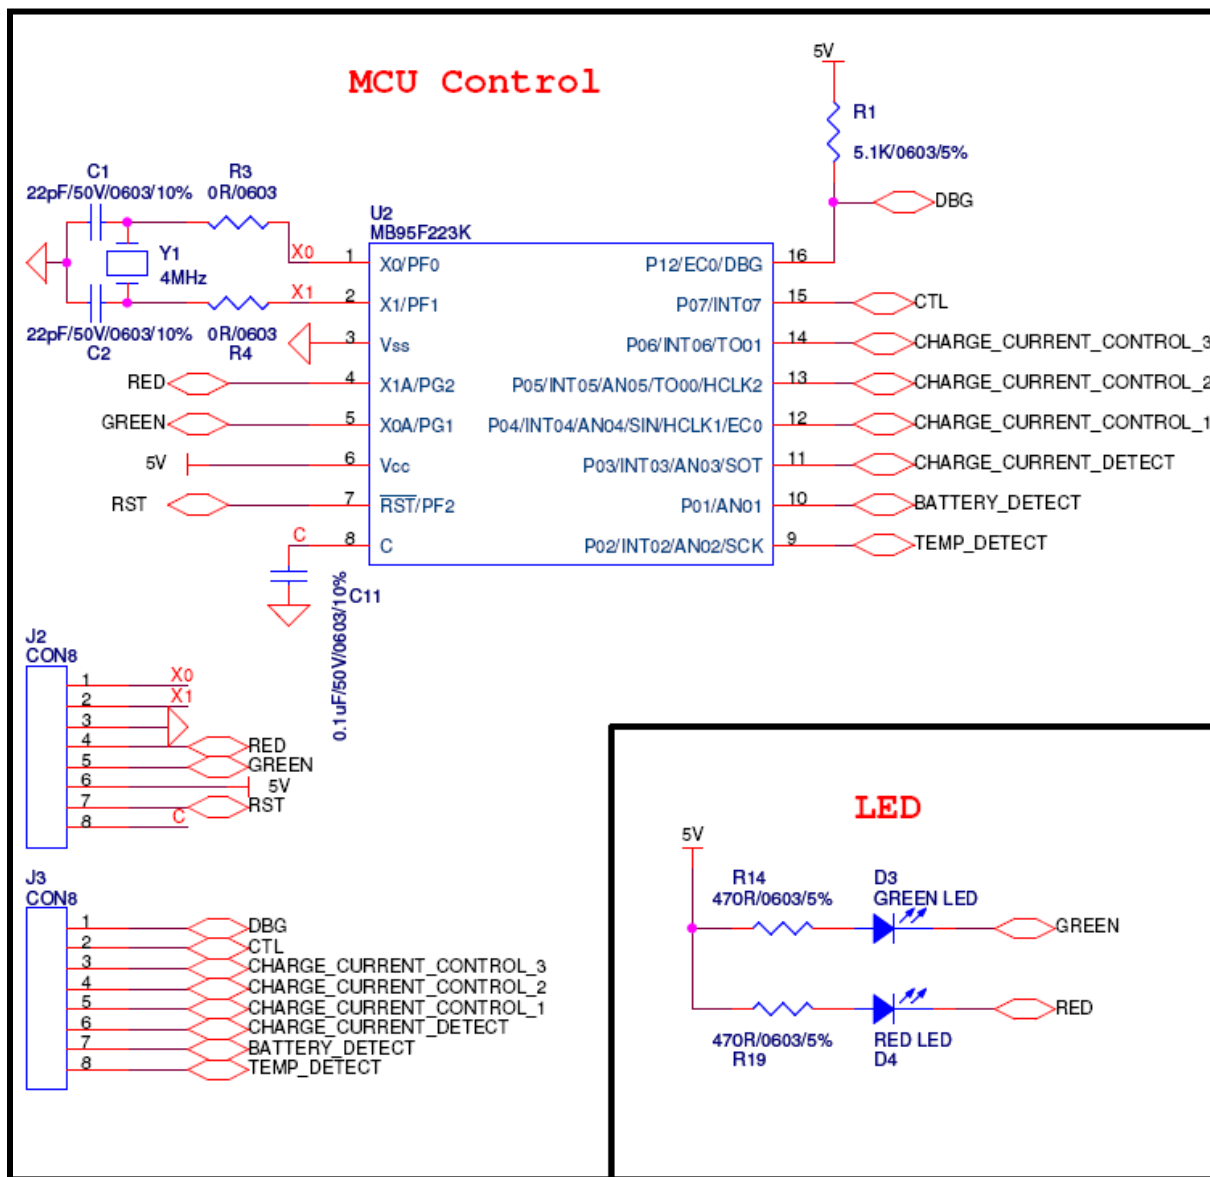 MCU Control
5V
R1
5.1K/0603/5%
DBG
C1
22pF/50V/0603/10%
R3
0R/0603
Y1
4MHz
22pF/50V/0603/10%
C2
0R/0603
R4
X0
X1
U2
MB95F223K
1 X0/PF0
2 X1/PF1
3 Vss
RED 4 X1A/PG2
GREEN 5 X0A/PG1
5V 6 Vcc
RST 7 RST/PF2
C 8 C
P12/EC0/DBG 16
P07/INT07 15 CTL
P06/INT06/TO01 14 CHARGE_CURRENT_CONTROL_3
P05/INT05/AN05/TO00/HCLK2 13 CHARGE_CURRENT_CONTROL_2
P04/INT04/AN04/SIN/HCLK1/EC0 12 CHARGE_CURRENT_CONTROL_1
P03/INT03/AN03/SOT 11 CHARGE_CURRENT_DETECT
P01/AN01 10 BATTERY_DETECT
P02/INT02/AN02/SCK 9 TEMP_DETECT
C11
0.1uF/50V/0603/10%
J2
CON8
1 X0
2 X1
3
4 RED
5 GREEN
6 5V
7 RST
8 C
J3
CON8
1 DBG
2 CTL
3 CHARGE_CURRENT_CONTROL_3
4 CHARGE_CURRENT_CONTROL_2
5 CHARGE_CURRENT_CONTROL_1
6 CHARGE_CURRENT_DETECT
7 BATTERY_DETECT
8 TEMP_DETECT
LED
5V
R14
470R/0603/5%
D3
GREEN LED
GREEN
470R/0603/5%
R19
RED LED
D4
RED